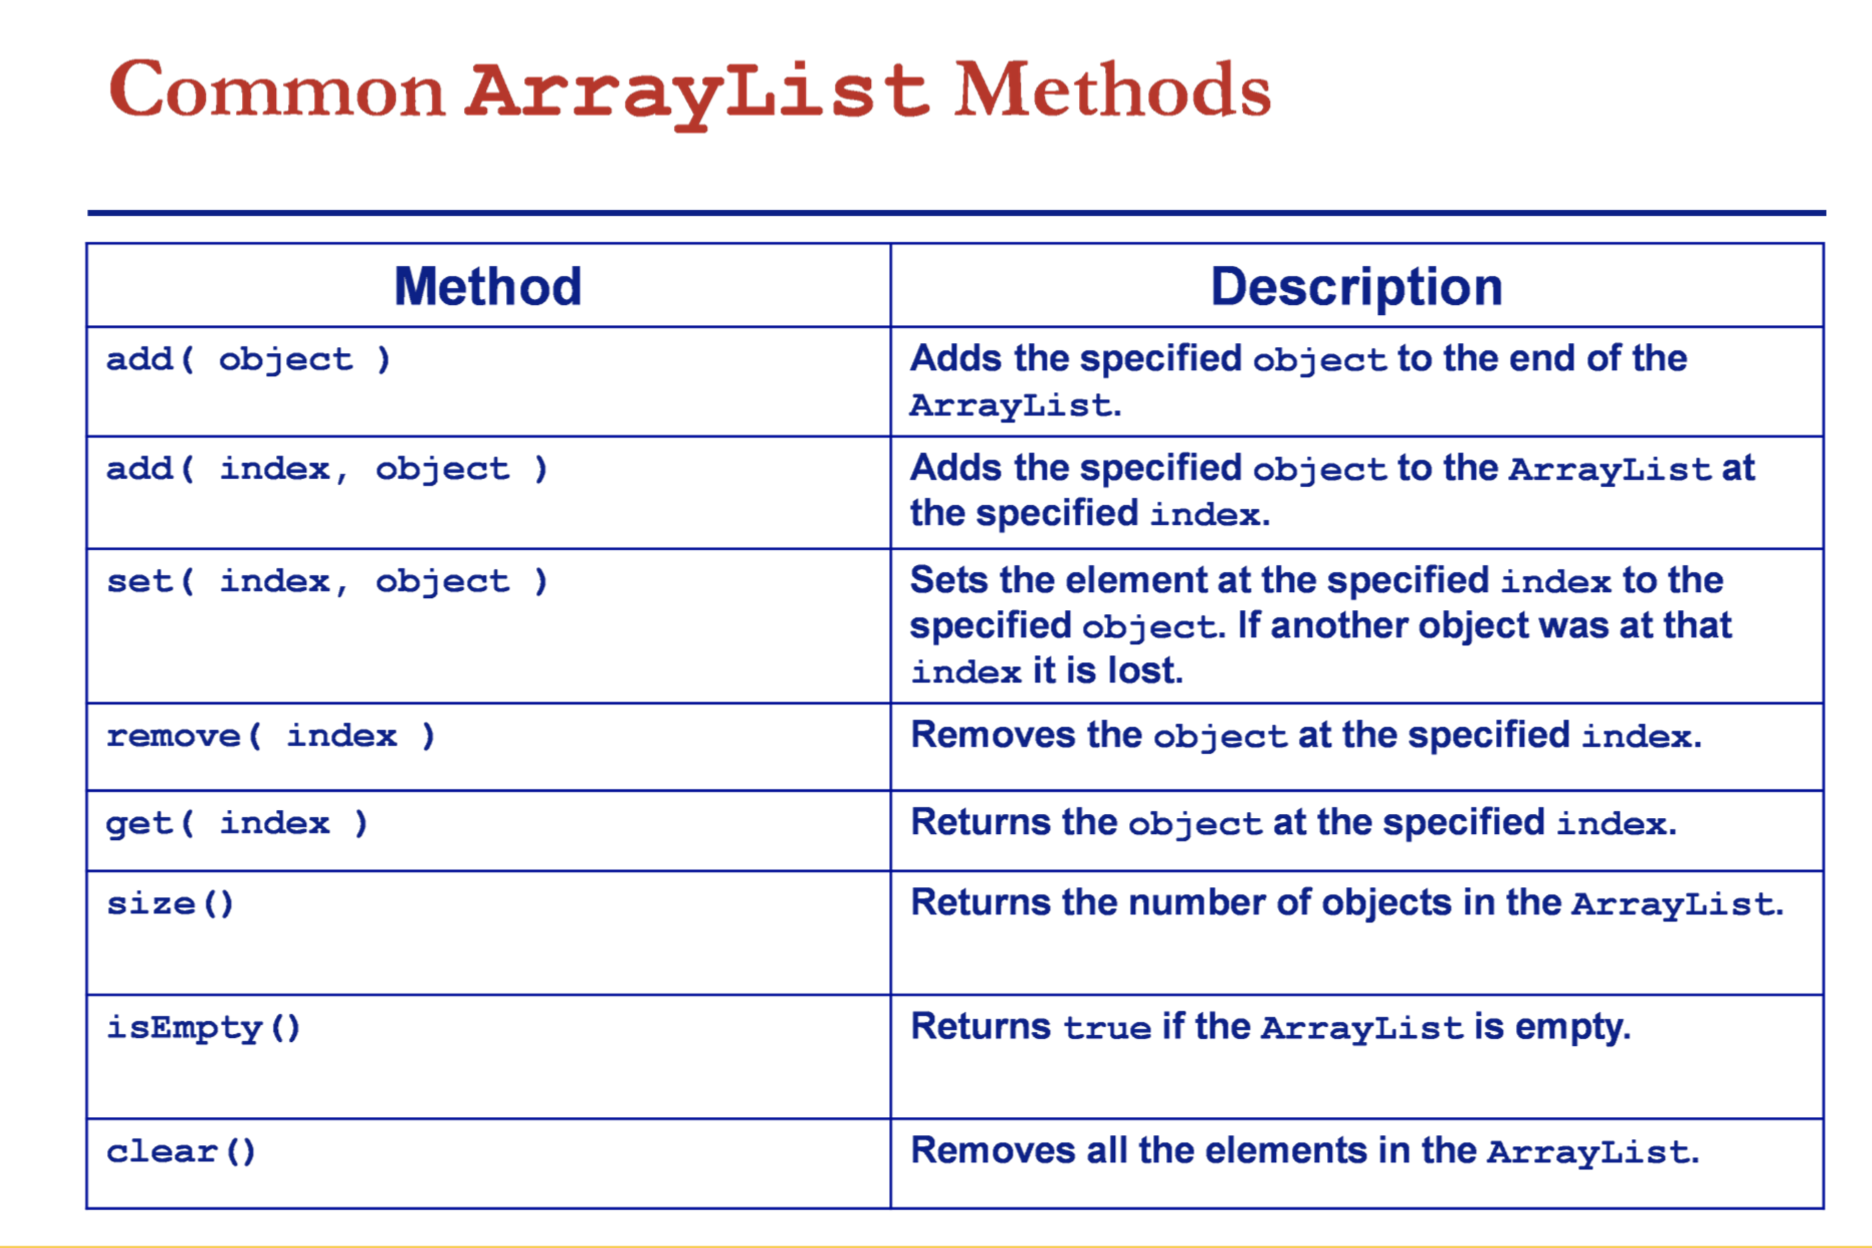 Common ArrayList Methods
Method
Description
add( object )
Adds the specified object to the end of the
ArrayList.
add( index, object )
Adds the specified object to the ArrayList at
the specified index.
set( index, object )
Sets the element at the specified index to the
specified object. If another object was at that
index it is lost.
remove( index )
Removes the object at the specified index.
get( index )
Returns the object at the specified index.
size()
Returns the number of objects in the ArrayList.
isEmpty()
Returns true if the ArrayList is empty.
clear()
Removes all the elements in the ArrayList.